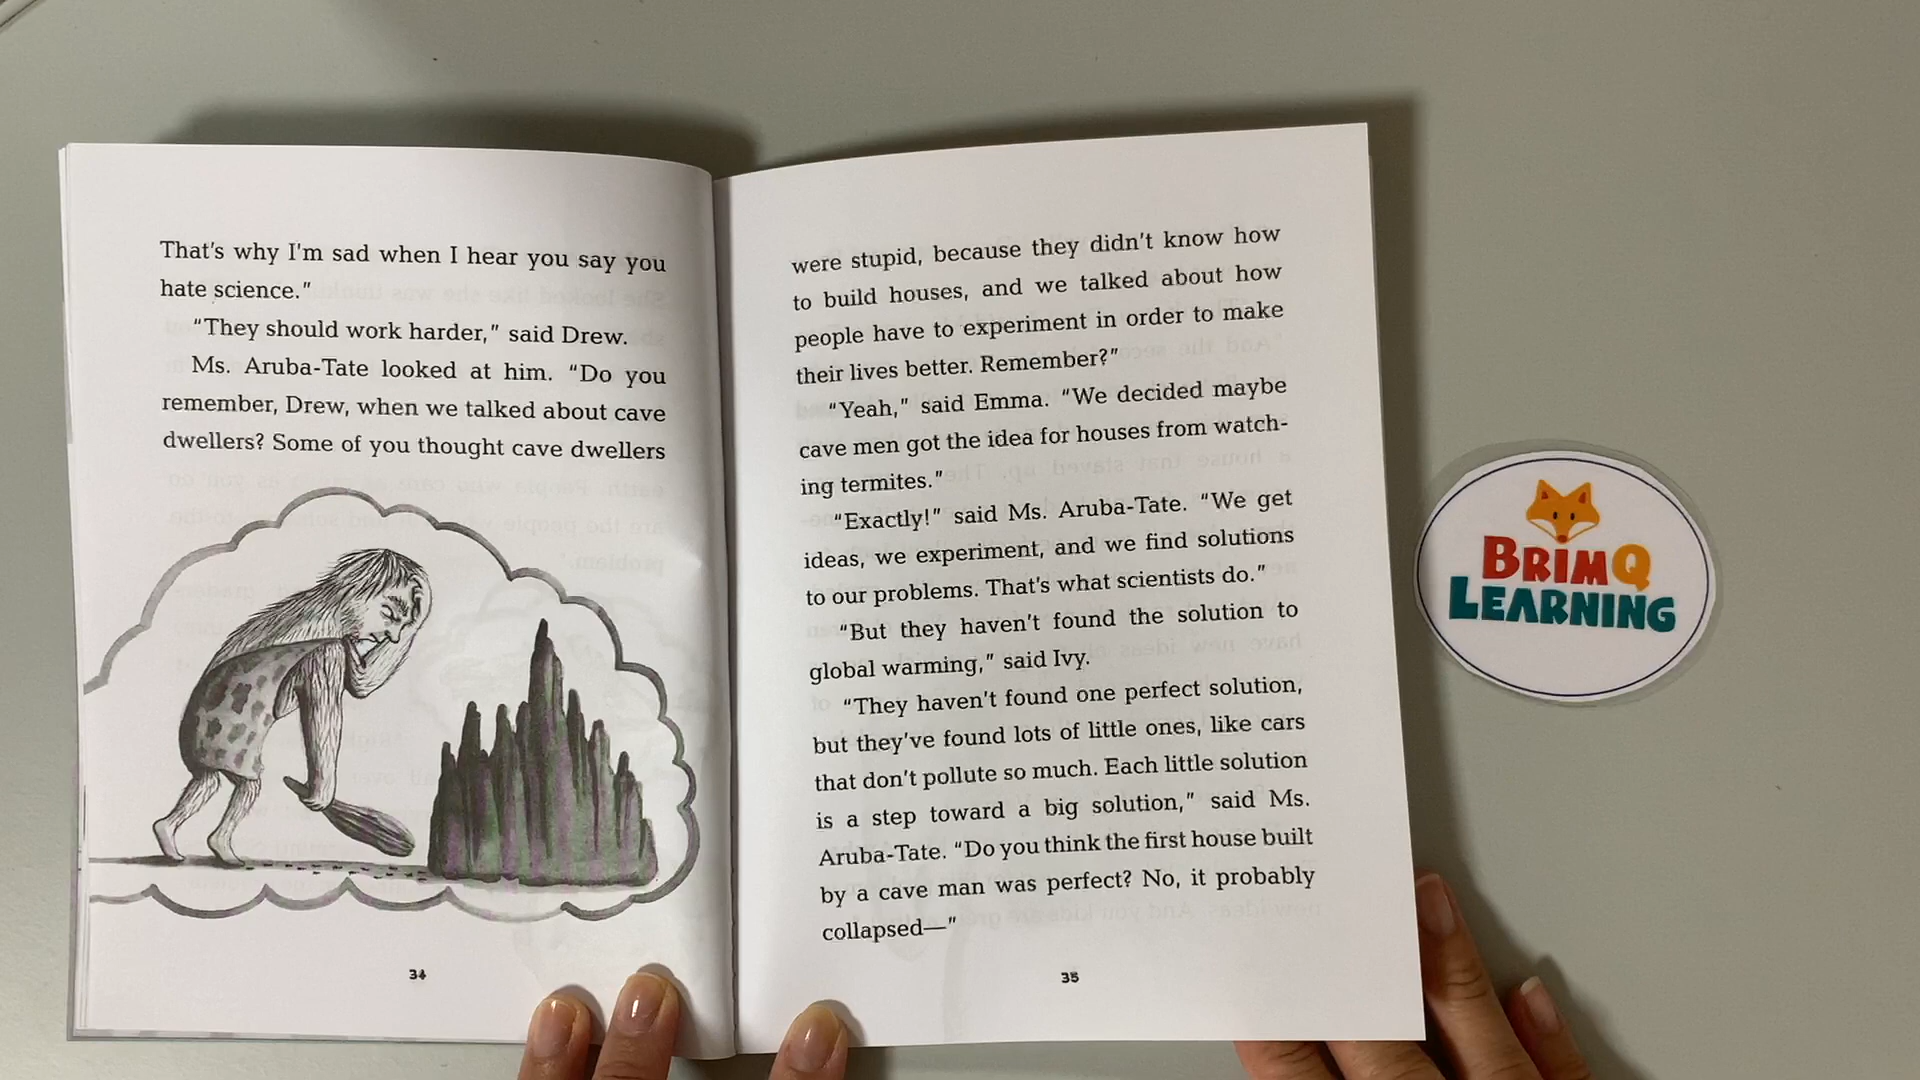 That's why I'm sad when I hear you say you
hate science."
"They should work harder," said Drew.
Ms. Aruba-Tate looked at him. "Do you
remember, Drew, when we talked about cave
dwellers? Some of you thought cave dwellers
34
were stupid, because they didn't know how
to build houses, and we talked about how
people have to experiment in order to make
their lives better. Remember?"
"Yeah," said Emma. "We decided maybe
cave men got the idea for houses from watch-
ing termites."
"Exactly!" said Ms. Aruba-Tate. "We get
ideas, we experiment, and we find solutions
to our problems. That's what scientists do."
"But they haven't found the solution to
global warming," said Ivy.
"They haven't found one perfect solution,
but they've found lots of little ones, like cars
that don't pollute so much. Each little solution
is a step toward a big solution," said Ms.
Aruba-Tate. "Do you think the first house built
by a cave man was perfect? No, it probably
collapsed—"
35
BRIMQ
LEARNING